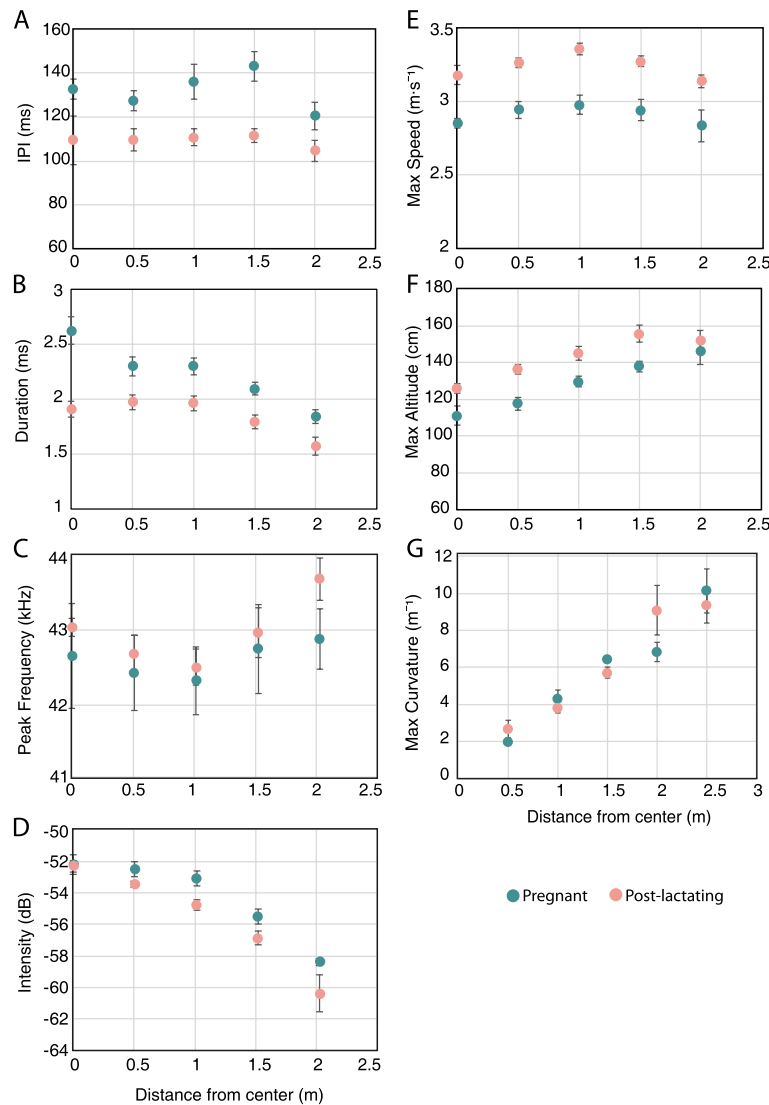 A
160
140
120
100
80
60
IPI (ms)
0 0.5 1 1.5 2 2.5
B
3
2.5
2
1.5
1
Duration (ms)
0 0.5 1 1.5 2 2.5
C
44
43
42
41
Peak Frequency (kHz)
0 0.5 1 1.5 2 2.5
D
-50
-52
-54
-56
-58
-60
-62
-64
Intensity (dB)
0 0.5 1 1.5 2 2.5
Distance from center (m)
E
3.5
3
2.5
2
Max Speed (m·s⁻¹)
0 0.5 1 1.5 2 2.5
F
180
160
140
120
100
80
60
Max Altitude (cm)
0 0.5 1 1.5 2 2.5
G
12
10
8
6
4
2
0
Max Curvature (m⁻¹)
0 0.5 1 1.5 2 2.5 3
Distance from center (m)
Pregnant Post-lactating